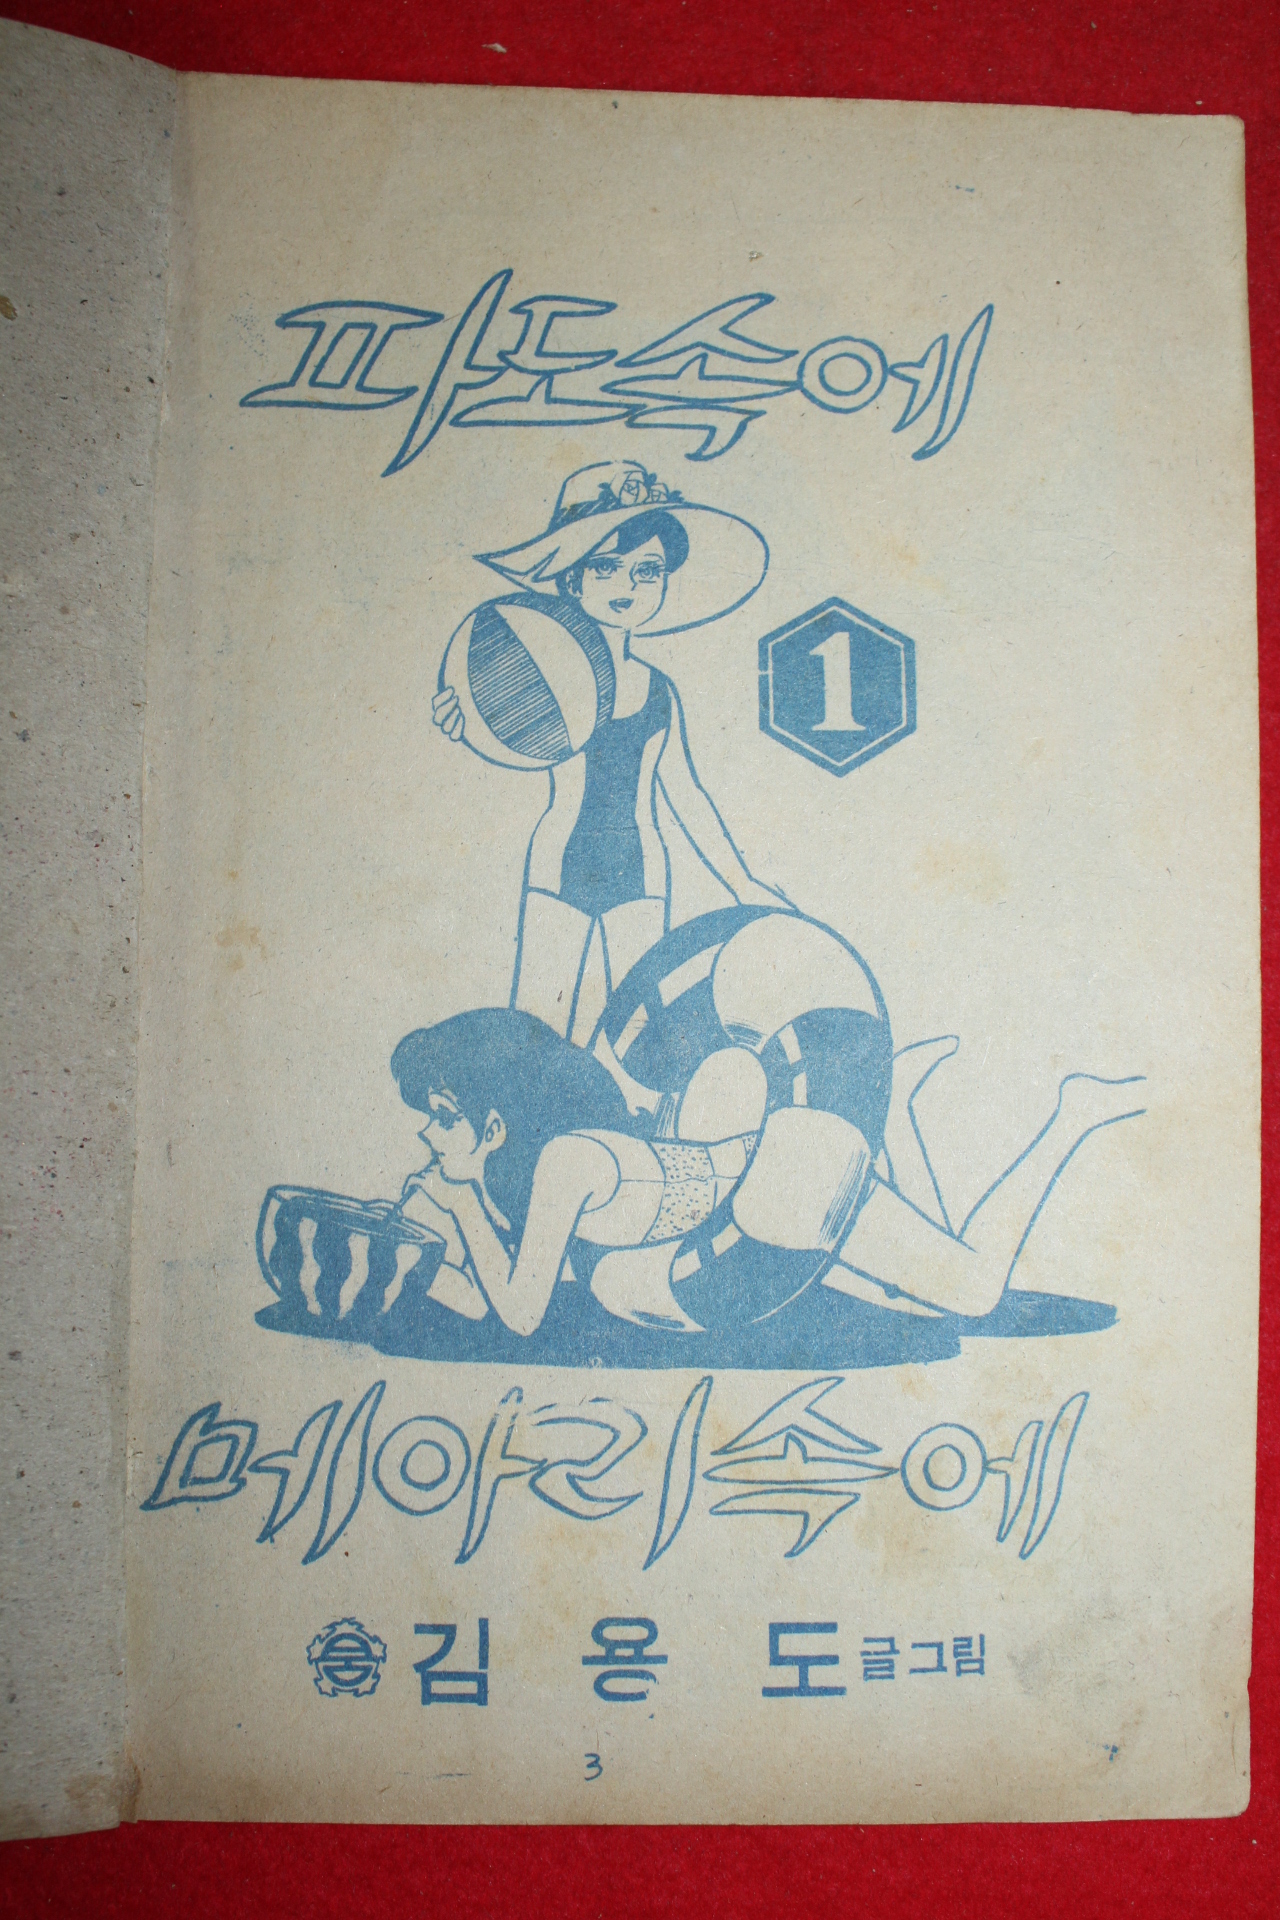 파도속에
1
메아리속에
김용도 글 그림
3